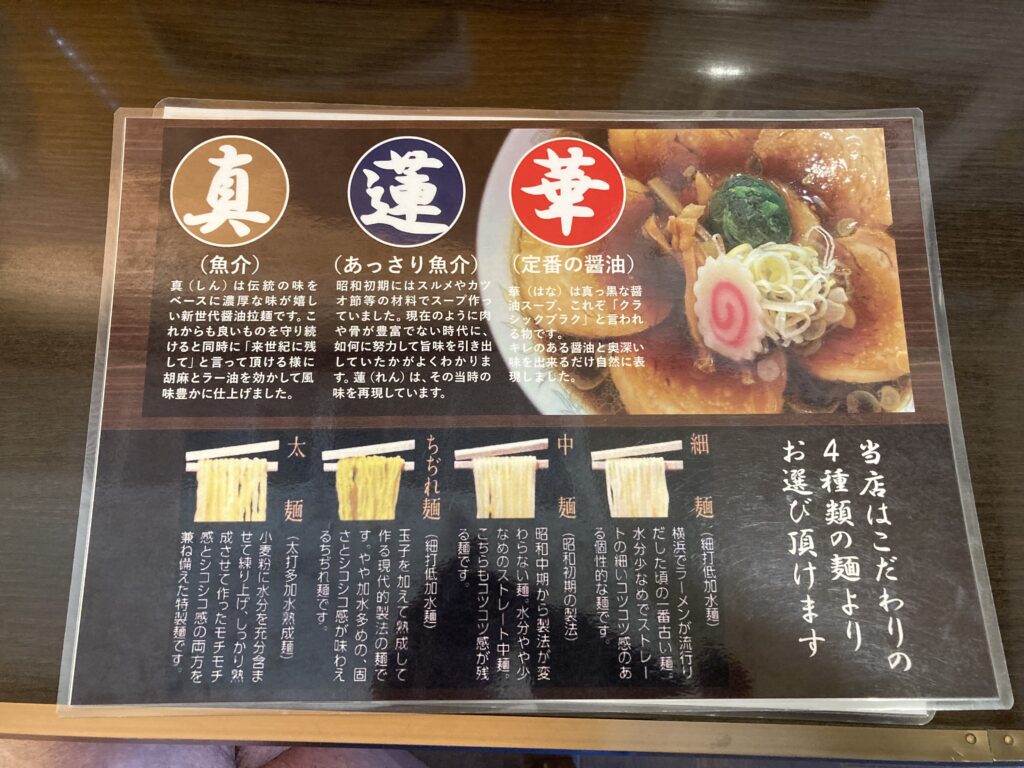 華
(定番の醤油)
華(はな)は真っ黒な醤
油スープ、これぞ「クラ
シックブラク」と言われ
る物です。
キレのある醤油と奥深い
味を出来るだけ自然に表
現しました。
蓮
(あっさり魚介)
昭和初期にはスルメやカツ
オ節等の材料でスープ作っ
ていました。現在のように肉
や骨が豊富でない時代に、
如何に努力して旨味を引き出
していたかがよくわかりま
す。蓮(れん)は、その当時の
味を再現しています。
真
(魚介)
真(しん)は伝統の味を
ベースに濃厚な味が嬉し
い新世代醤油拉麺です。こ
れからも良いものを守り続
けると同時に「来世紀に残
して」と言って頂ける様に
胡麻とラー油を効かして風
味豊かに仕上げました。
当店はこだわりの
4種類の麺より
お選び頂けます
細麺
(細打低加水麺)
横浜でラーメンが流行り
だした頃の一番古い麺。
水分少なめでストレー
トの細いコツコツ感のあ
る個性的な麺です。
中麺
(昭和初期の製法)
昭和中期から製法が変
わらない麺。水分やや少
なめのストレート中麺。
こちらもコツコツ感が残
る麺です。
ちぢれ麺
(細打低加水麺)
玉子を加えて熟成して
作る現代的製法の麺で
す。やや加水多めの、固
さとシコシコ感が味わえ
るちぢれ麺です。
太麺
(太打多加水熟成麺)
小麦粉に水分を充分含ま
せて練り上げ、しっかり熟
成させて作ったモチモチ
感とシコシコ感の両方を
兼ね備えた特製麺です。